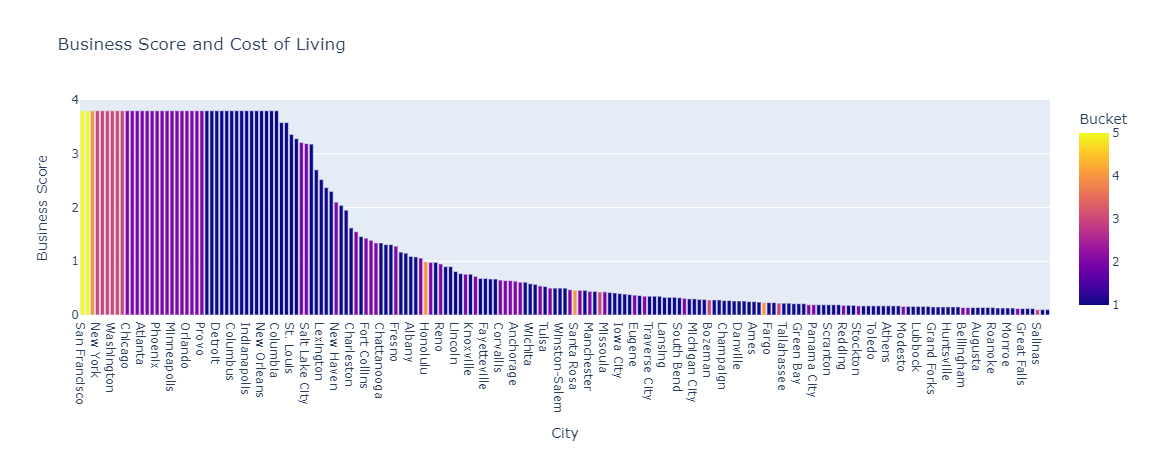 Business Score and Cost of Living
Business Score
4
3
2
1
0
San Francisco
New York
Washington
Chicago
Atlanta
Phoenix
Minneapolis
Orlando
Provo
Detroit
Columbus
Indianapolis
New Orleans
Columbia
St. Louis
Salt Lake City
Lexington
New Haven
Charleston
Fort Collins
Chattanooga
Fresno
Albany
Honolulu
Reno
Lincoln
Knoxville
Fayetteville
Corvallis
Anchorage
Wichita
Tulsa
Winston-Salem
Santa Rosa
Manchester
Missoula
Iowa City
Eugene
Traverse City
Lansing
South Bend
Michigan City
Bozeman
Champaign
Danville
Ames
Fargo
Tallahassee
Green Bay
Panama City
Scranton
Redding
Stockton
Toledo
Athens
Modesto
Lubbock
Grand Forks
Huntsville
Bellingham
Augusta
Roanoke
Monroe
Great Falls
Salinas
City
Bucket
5
4
3
2
1